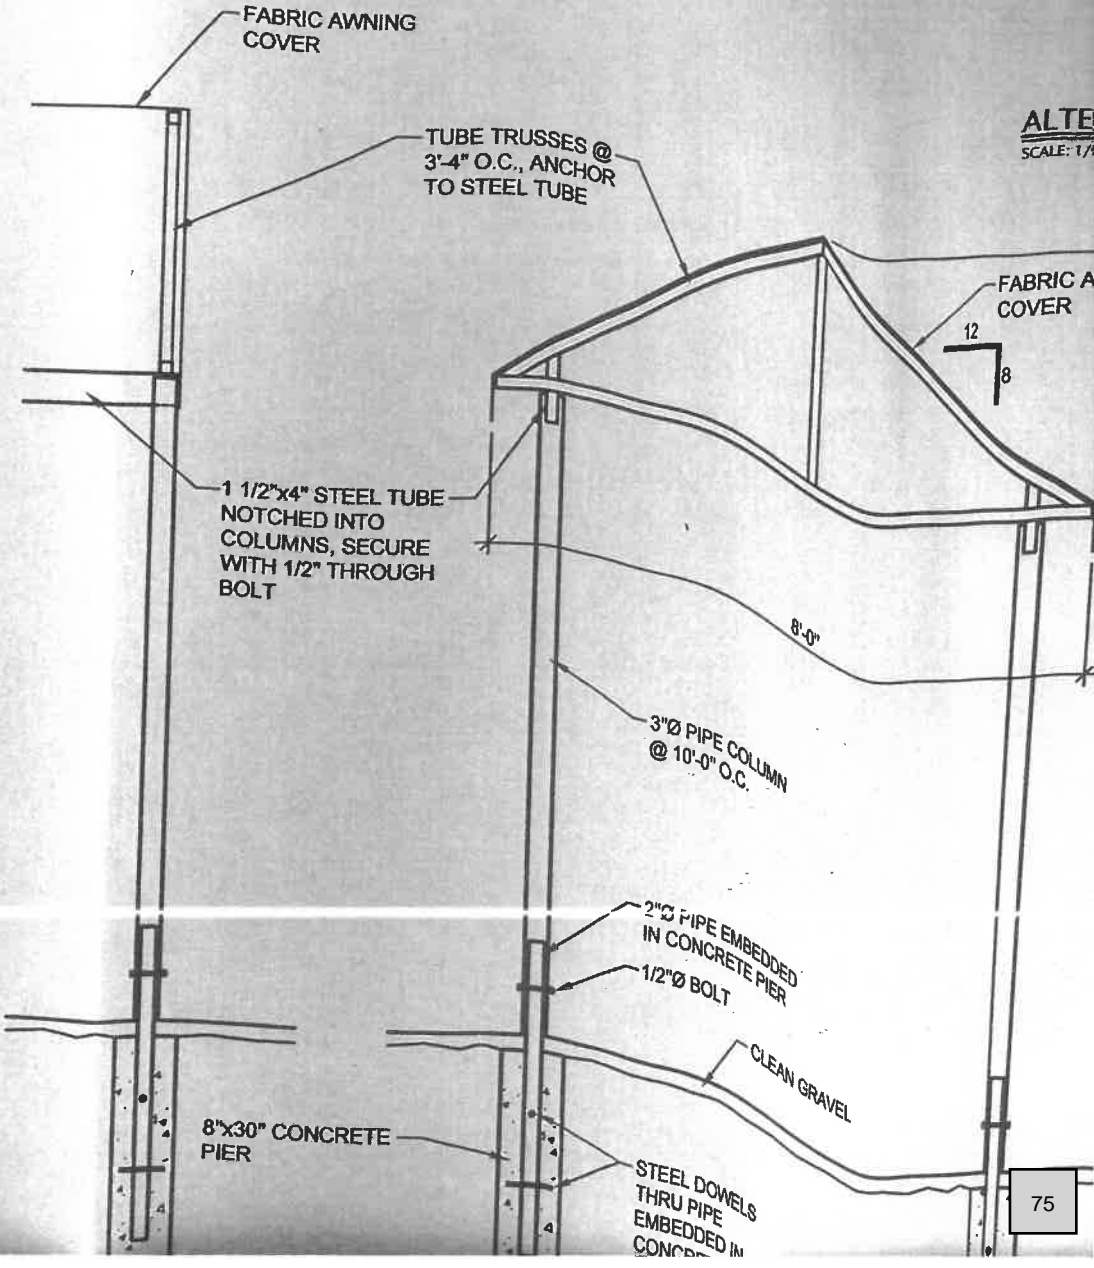 FABRIC AWNING
COVER
TUBE TRUSSES @
3'-4" O.C., ANCHOR
TO STEEL TUBE
ALTE
SCALE: 1/
FABRIC A
COVER
12
8
1 1/2"x4" STEEL TUBE
NOTCHED INTO
COLUMNS, SECURE
WITH 1/2" THROUGH
BOLT
8'-0"
3"Ø PIPE COLUMN
@ 10'-0" O.C.
2"Ø PIPE EMBEDDED
IN CONCRETE PIER
1/2"Ø BOLT
CLEAN GRAVEL
8"x30" CONCRETE
PIER
STEEL DOWELS
THRU PIPE
EMBEDDED IN
CONCRE
75